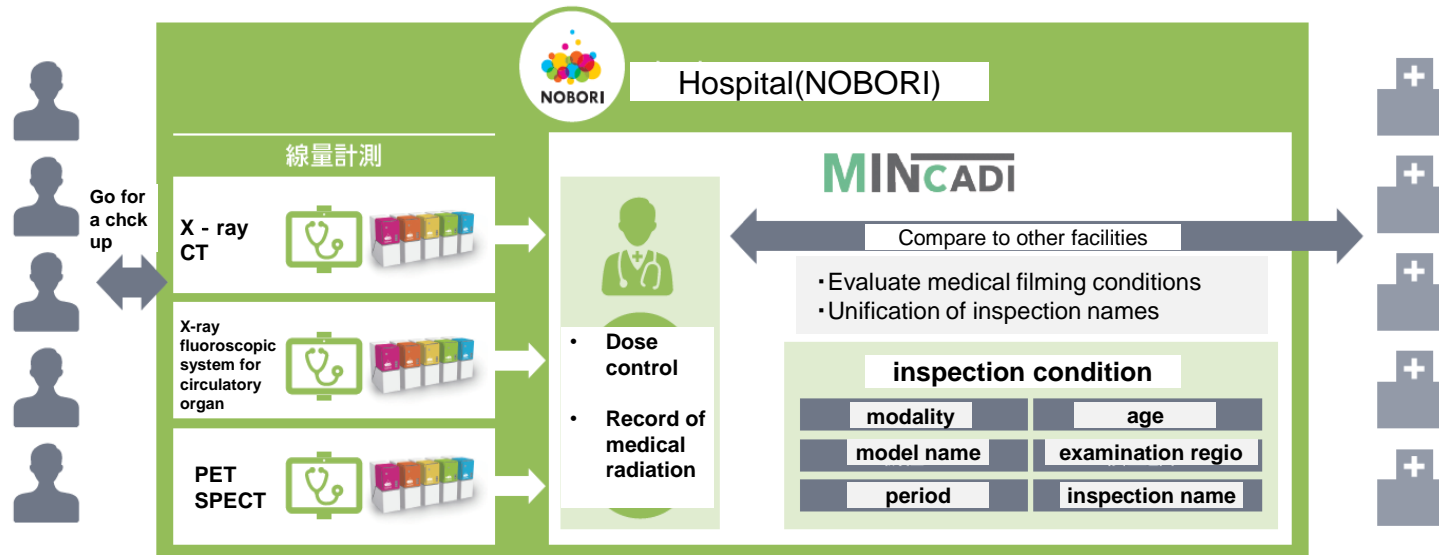 NOBORI
Hospital(NOBORI)
線量計測
Go for
a chck
up
X - ray
CT
X-ray
fluoroscopic
system for
circulatory
organ
PET
SPECT
• Dose
control
• Record of
medical
radiation
MINCADI
Compare to other facilities
・Evaluate medical filming conditions
・Unification of inspection names
inspection condition
modality
age
model name
examination regio
period
inspection name